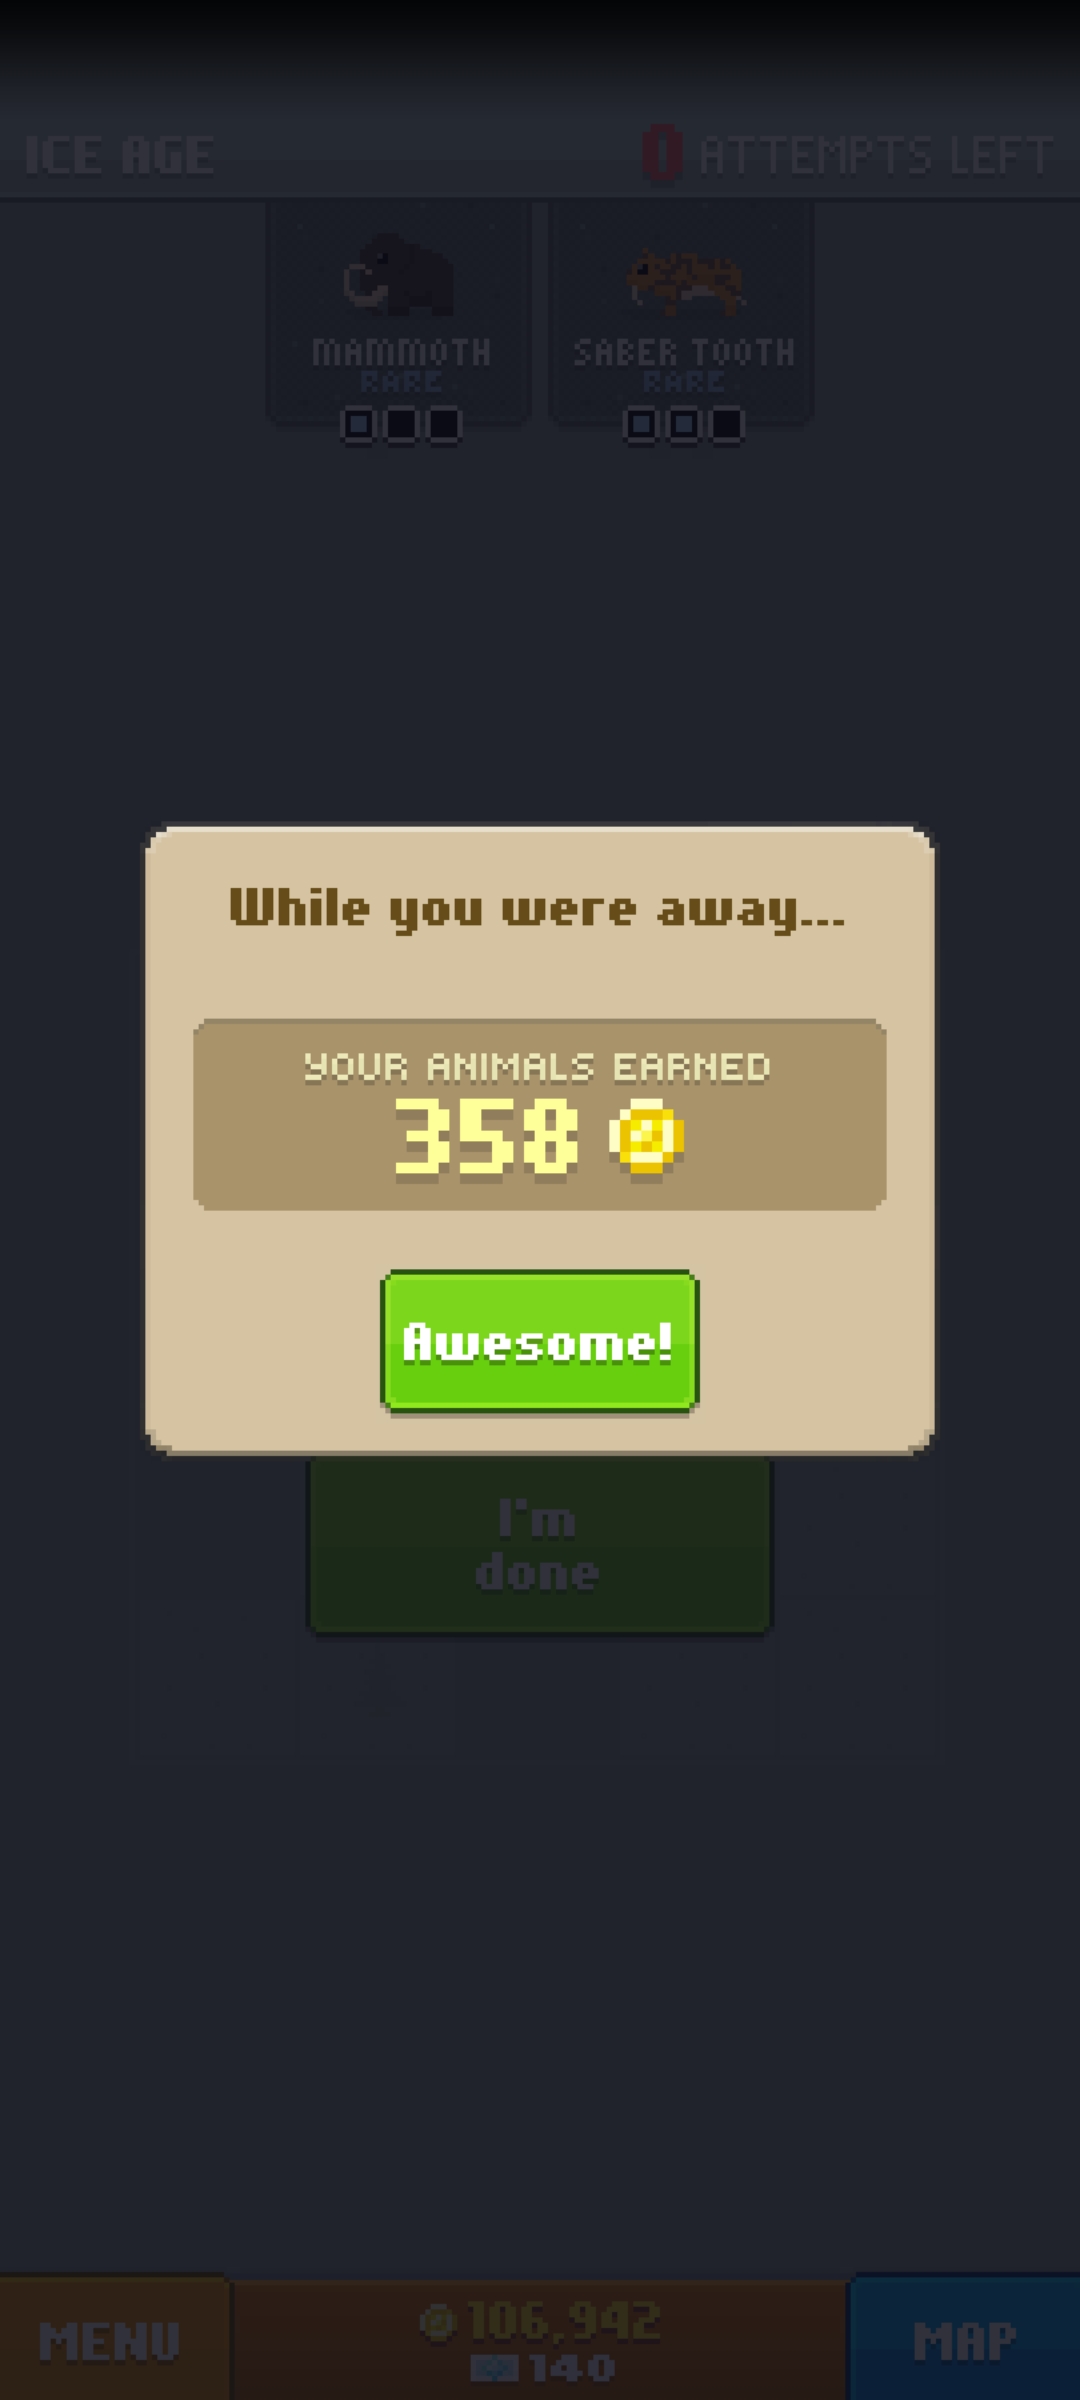 ICE AGE
0 ATTEMPTS LEFT
MAMMOTH
RARE
SABER TOOTH
RARE
While you were away...
YOUR ANIMALS EARNED
358
Awesome!
I'm
done
MENU
106,942
140
MAP